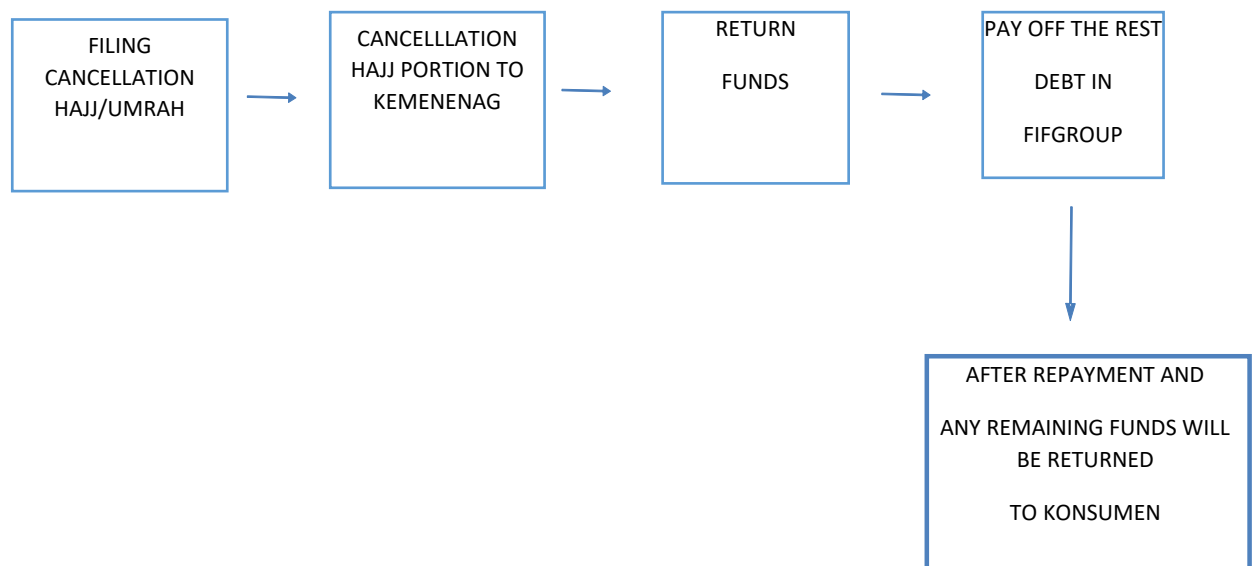 FILING
CANCELLATION
HAJJ/UMRAH
CANCELLLATION
HAJJ PORTION TO
KEMENENAG
RETURN
FUNDS
PAY OFF THE REST
DEBT IN
FIFGROUP
AFTER REPAYMENT AND
ANY REMAINING FUNDS WILL
BE RETURNED
TO KONSUMEN